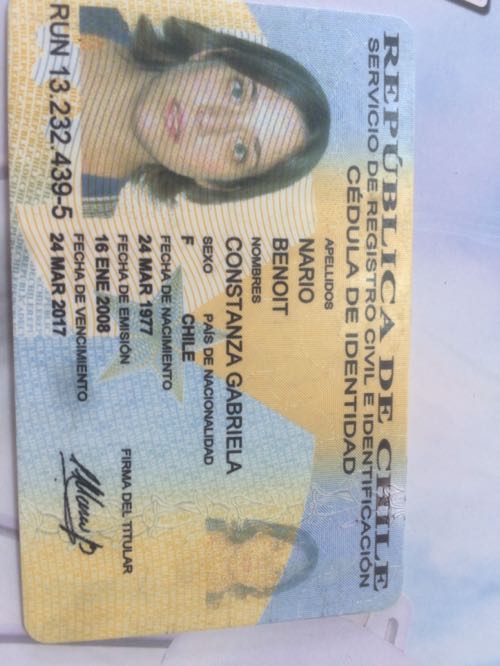 REPÚBLICA DE CHILE
SERVICIO DE REGISTRO CIVIL E IDENTIFICACIÓN
CÉDULA DE IDENTIDAD
APELLIDOS
NARIO
BENOIT
NOMBRES
CONSTANZA GABRIELA
SEXO PAÍS DE NACIONALIDAD
F CHILE
FECHA DE NACIMIENTO
24 MAR 1977
FECHA DE EMISIÓN
16 ENE 2008
FECHA DE VENCIMIENTO
24 MAR 2017
FIRMA DEL TITULAR
RUN 13.232.439-5